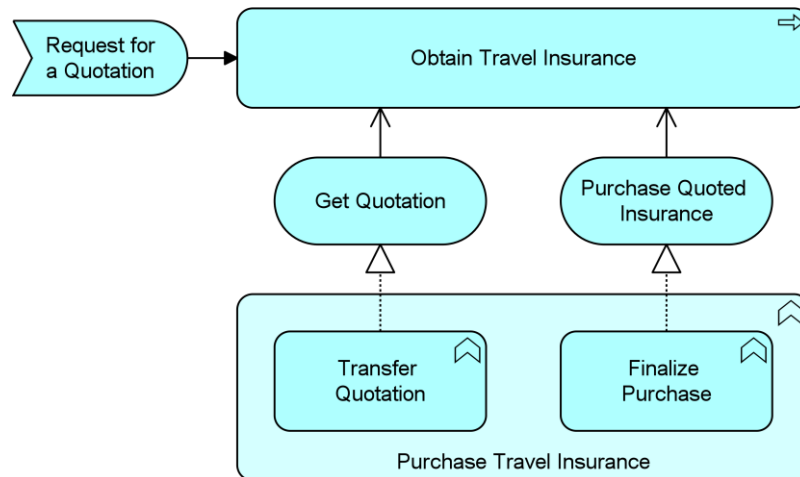 Request for
a Quotation
Obtain Travel Insurance
Get Quotation
Purchase Quoted
Insurance
Transfer
Quotation
Finalize
Purchase
Purchase Travel Insurance